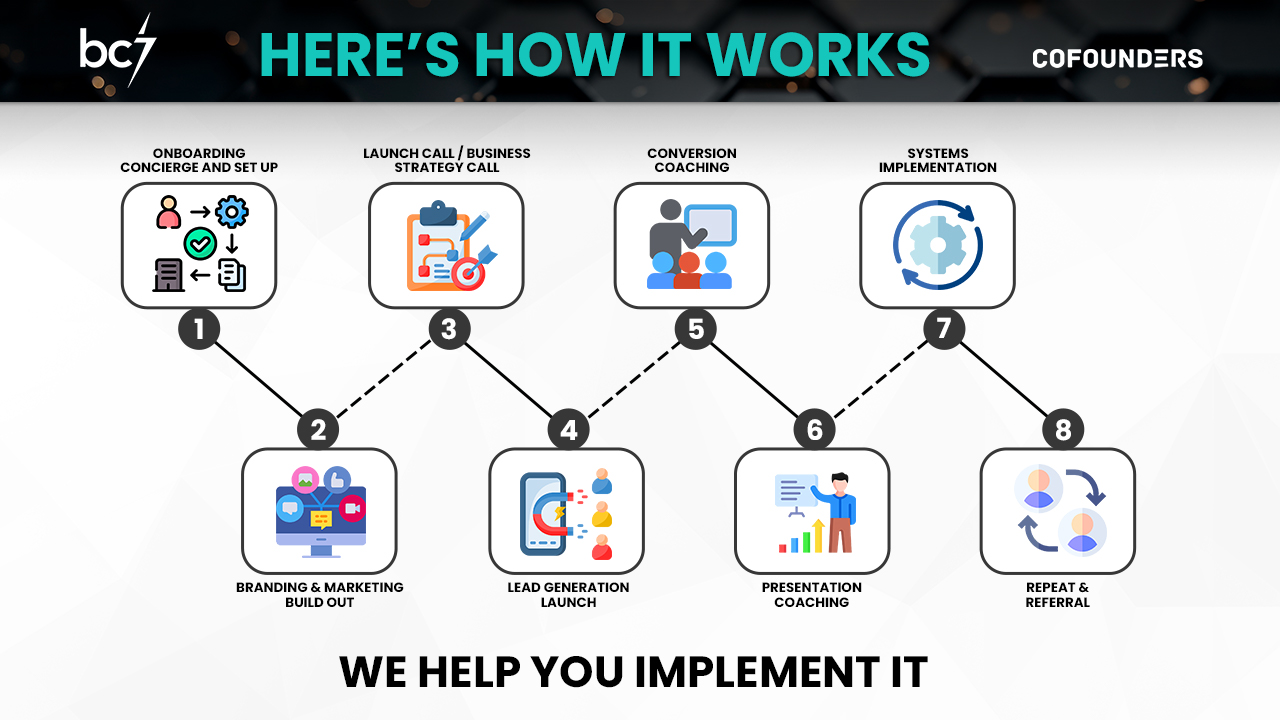 bc7
HERE'S HOW IT WORKS
COFOUNDERS
ONBOARDING
CONCIERGE AND SET UP
1
2
BRANDING & MARKETING
BUILD OUT
LAUNCH CALL / BUSINESS
STRATEGY CALL
3
4
LEAD GENERATION
LAUNCH
CONVERSION
COACHING
5
6
PRESENTATION
COACHING
SYSTEMS
IMPLEMENTATION
7
8
REPEAT &
REFERRAL
WE HELP YOU IMPLEMENT IT